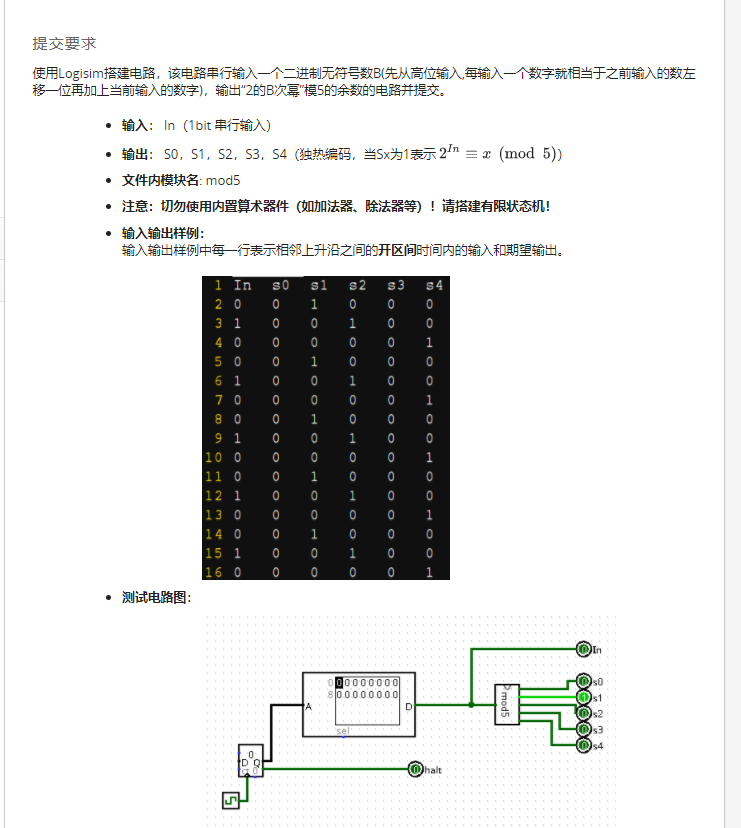 提交要求
使用Logisim搭建电路，该电路串行输入一个二进制无符号数B(先从高位输入,每输入一个数字就相当于之前输入的数左
移一位再加上当前输入的数字)，输出“2的B次幂”模5的余数的电路并提交。
• 输入： In（1bit 串行输入）
• 输出： S0，S1，S2，S3，S4（独热编码，当Sx为1表示 2^In ≡ x (mod 5)）
• 文件内模块名: mod5
• 注意：切勿使用内置算术器件（如加法器、除法器等）！请搭建有限状态机！
• 输入输出样例：
输入输出样例中每一行表示相邻上升沿之间的开区间时间内的输入和期望输出。
1 In s0 s1 s2 s3 s4
2 0 0 1 0 0 0
3 1 0 0 1 0 0
4 0 0 0 0 0 1
5 0 0 1 0 0 0
6 1 0 0 1 0 0
7 0 0 0 0 0 1
8 0 0 1 0 0 0
9 1 0 0 1 0 0
10 0 0 0 0 0 1
11 0 0 1 0 0 0
12 1 0 0 1 0 0
13 0 0 0 0 0 1
14 0 0 1 0 0 0
15 1 0 0 1 0 0
16 0 0 0 0 0 1
• 测试电路图：
0 In
0 00000000
8 00000000
A
D
sel
mod5
0 s0
1 s1
0 s2
0 s3
0 s4
0
D Q
0 halt